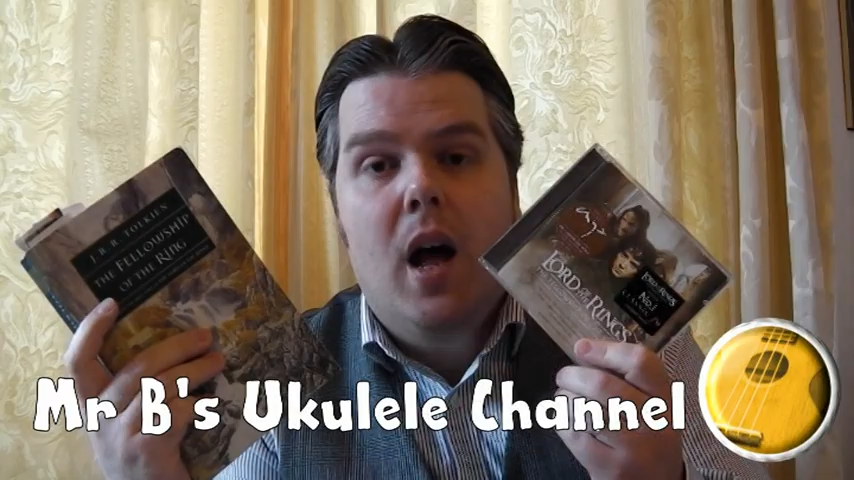 J.R.R. TOLKIEN
THE FELLOWSHIP
OF THE RING
LORD OF THE RINGS
Mr B's Ukulele Channel